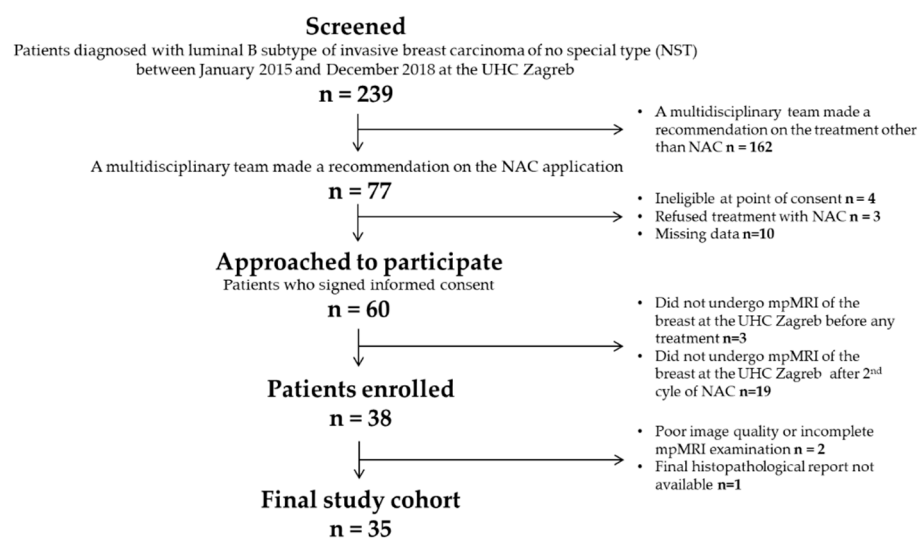 Screened
Patients diagnosed with luminal B subtype of invasive breast carcinoma of no special type (NST)
between January 2015 and December 2018 at the UHC Zagreb
n = 239
• A multidisciplinary team made a
recommendation on the treatment other
than NAC n = 162
A multidisciplinary team made a recommendation on the NAC application
n = 77
• Ineligible at point of consent n = 4
• Refused treatment with NAC n = 3
• Missing data n=10
Approached to participate
Patients who signed informed consent
n = 60
• Did not undergo mpMRI of the
breast at the UHC Zagreb before any
treatment n=3
• Did not undergo mpMRI of the
breast at the UHC Zagreb after 2nd
cyle of NAC n=19
Patients enrolled
n = 38
• Poor image quality or incomplete
mpMRI examination n = 2
• Final histopathological report not
available n=1
Final study cohort
n = 35